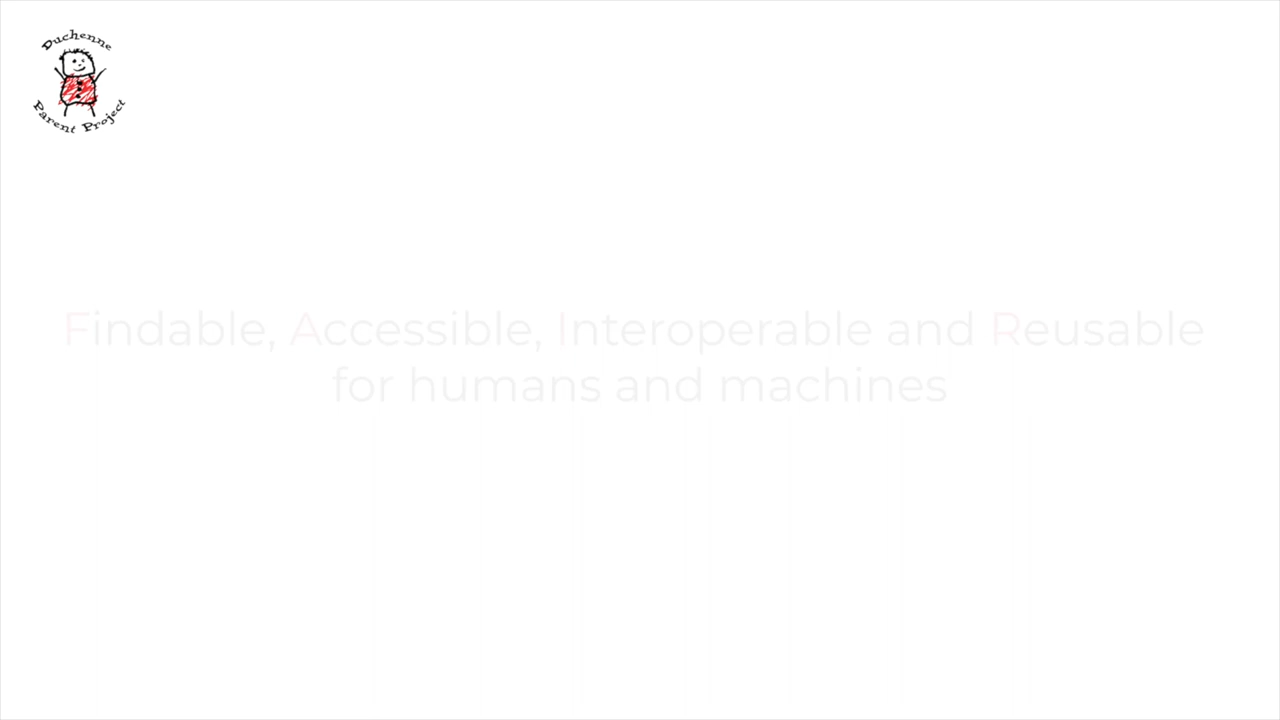 Duchenne
Parent Project
Findable, Accessible, Interoperable and Reusable
for humans and machines